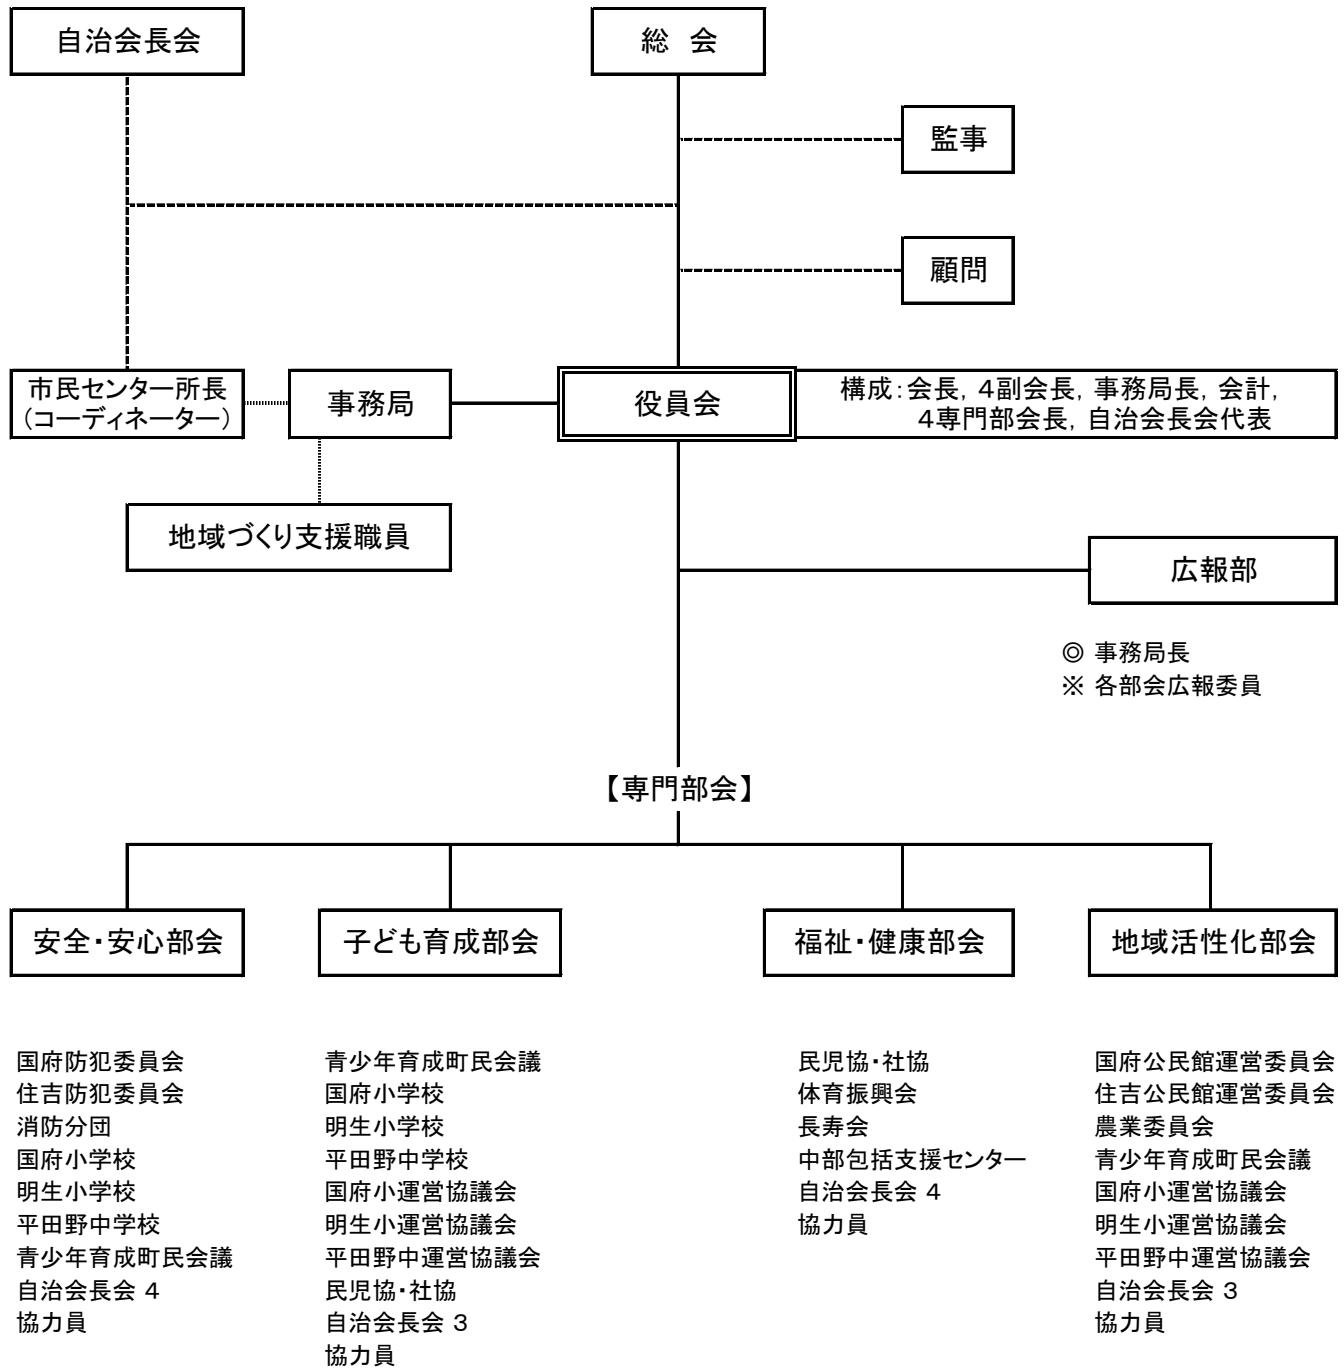 自治会長会
総 会
監事
顧問
市民センター所長
（コーディネーター）
事務局
役員会
構成：会長，４副会長，事務局長，会計，
４専門部会長，自治会長会代表
地域づくり支援職員
広報部
◎ 事務局長
※ 各部会広報委員
【専門部会】
安全・安心部会
子ども育成部会
福祉・健康部会
地域活性化部会
国府防犯委員会
住吉防犯委員会
消防分団
国府小学校
明生小学校
平田野中学校
青少年育成町民会議
自治会長会 ４
協力員
青少年育成町民会議
国府小学校
明生小学校
平田野中学校
国府小運営協議会
明生小運営協議会
平田野中運営協議会
民児協・社協
自治会長会 ３
協力員
民児協・社協
体育振興会
長寿会
中部包括支援センター
自治会長会 ４
協力員
国府公民館運営委員会
住吉公民館運営委員会
農業委員会
青少年育成町民会議
国府小運営協議会
明生小運営協議会
平田野中運営協議会
自治会長会 ３
協力員